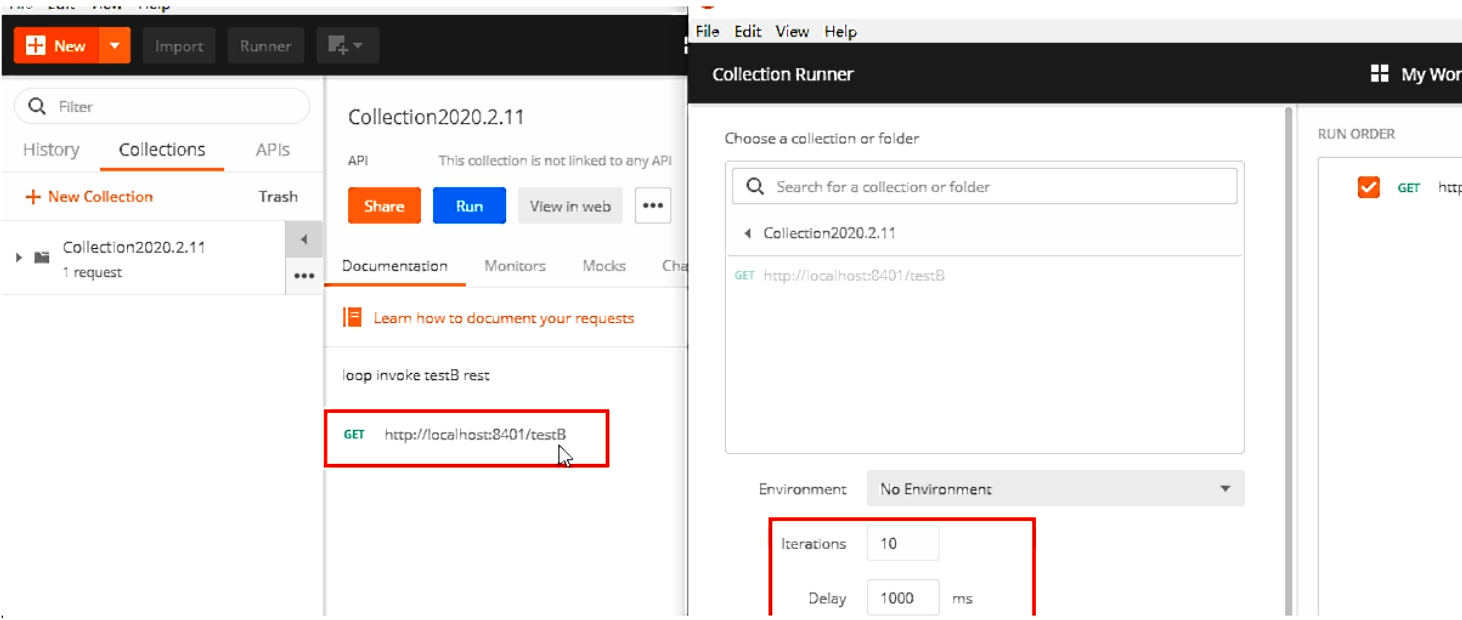 File Edit View Help
New
Import
Runner
Filter
History
Collections
APIs
New Collection
Trash
Collection2020.2.11
1 request
Collection2020.2.11
API
This collection is not linked to any API
Share
Run
View in web
Documentation
Monitors
Mocks
Cha
Learn how to document your requests
loop invoke testB rest
GET http://localhost:8401/testB
File Edit View Help
Collection Runner
My Wor
Choose a collection or folder
Search for a collection or folder
Collection2020.2.11
GET http://localhost:8401/testB
Environment
No Environment
Iterations
10
Delay
1000
ms
RUN ORDER
GET http